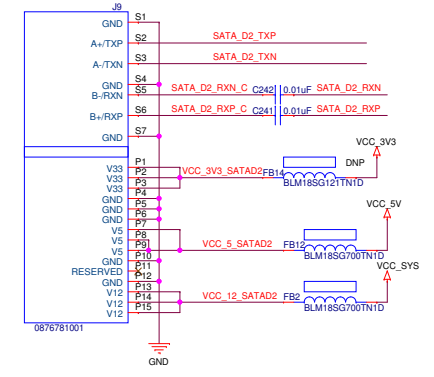 J9
GND S1
A+/TXP S2 SATA_D2_TXP
A-/TXN S3 SATA_D2_TXN
GND S4
B-/RXN S5 SATA_D2_RXN_C C242 0.01uF SATA_D2_RXN
B+/RXP S6 SATA_D2_RXP_C C241 0.01uF SATA_D2_RXP
GND S7
VCC_3V3
V33 P1
DNP
V33 P2 VCC_3V3_SATAD2 FB14
V33 P3 BLM18SG121TN1D
GND P4
GND P5
GND P6
VCC_5V
V5 P7
V5 P8
V5 P9 VCC_5_SATAD2 FB12
BLM18SG700TN1D
GND P10
RESERVED P11
VCC_SYS
GND P12
V12 P13
V12 P14 VCC_12_SATAD2 FB2
V12 P15 BLM18SG700TN1D
0876781001
GND